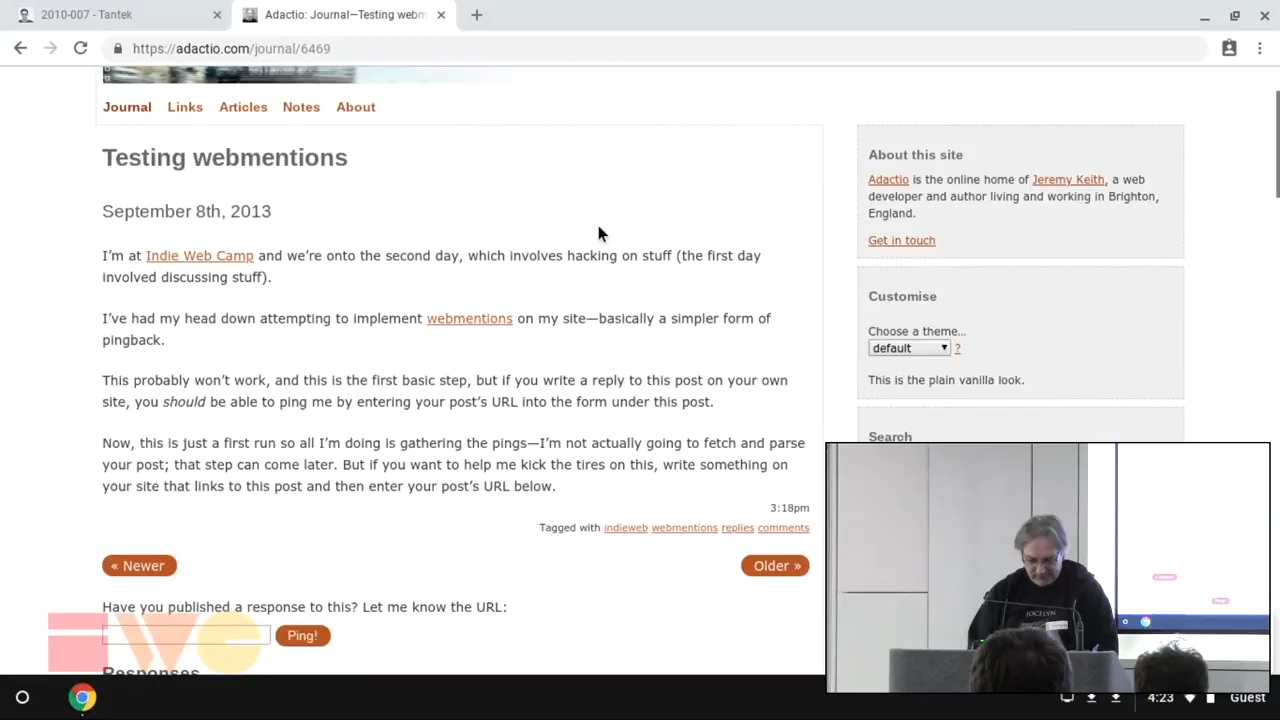 2010-007 - Tantek
Adactio: Journal—Testing webm
https://adactio.com/journal/6469
Journal Links Articles Notes About
Testing webmentions
September 8th, 2013
I’m at Indie Web Camp and we’re onto the second day, which involves hacking on stuff (the first day
involved discussing stuff).
I’ve had my head down attempting to implement webmentions on my site—basically a simpler form of
pingback.
This probably won’t work, and this is the first basic step, but if you write a reply to this post on your own
site, you should be able to ping me by entering your post’s URL into the form under this post.
Now, this is just a first run so all I’m doing is gathering the pings—I’m not actually going to fetch and parse
your post; that step can come later. But if you want to help me kick the tires on this, write something on
your site that links to this post and then enter your post’s URL below.
3:18pm
Tagged with indieweb webmentions replies comments
« Newer
Older »
Have you published a response to this? Let me know the URL:
Ping!
Responses
About this site
Adactio is the online home of Jeremy Keith, a web
developer and author living and working in Brighton,
England.
Get in touch
Customise
Choose a theme…
default ?
This is the plain vanilla look.
Search
JOCELYN
iwc
4:23
Guest